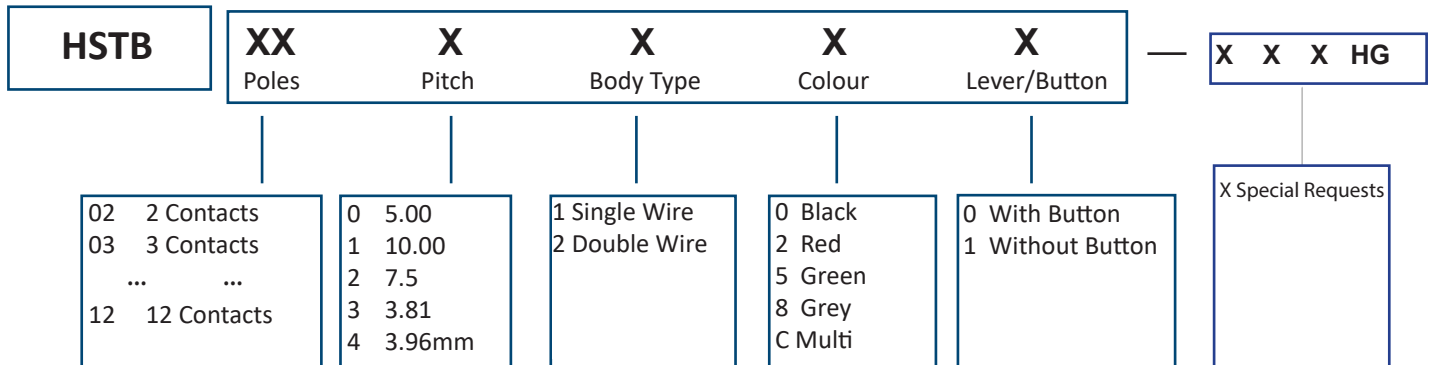 HSTB
XX X X X X — X X X HG
Poles Pitch Body Type Colour Lever/Button
02 2 Contacts
03 3 Contacts
... ...
12 12 Contacts
0 5.00
1 10.00
2 7.5
3 3.81
4 3.96mm
1 Single Wire
2 Double Wire
0 Black
2 Red
5 Green
8 Grey
C Multi
0 With Button
1 Without Button
X Special Requests